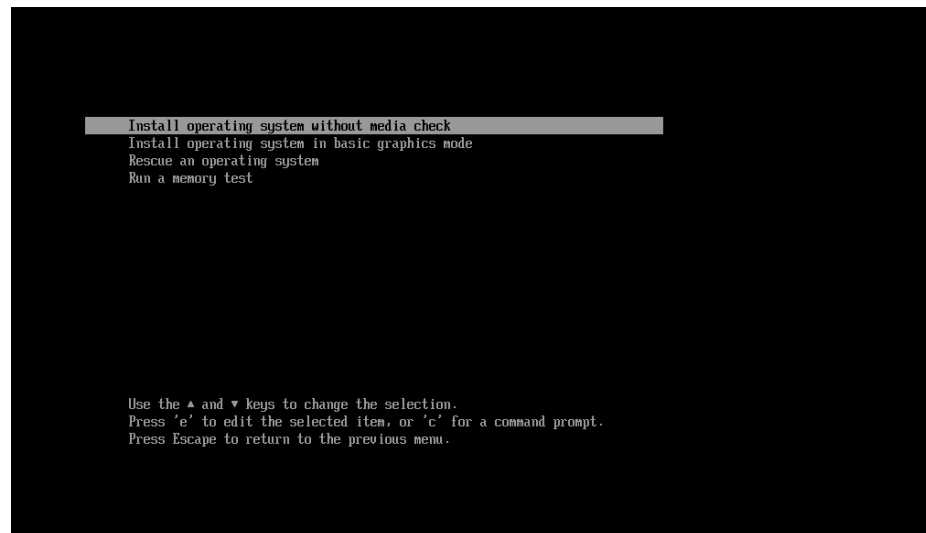 Install operating system without media check
Install operating system in basic graphics mode
Rescue an operating system
Run a memory test
Use the ▲ and ▼ keys to change the selection.
Press 'e' to edit the selected item, or 'c' for a command prompt.
Press Escape to return to the previous menu.